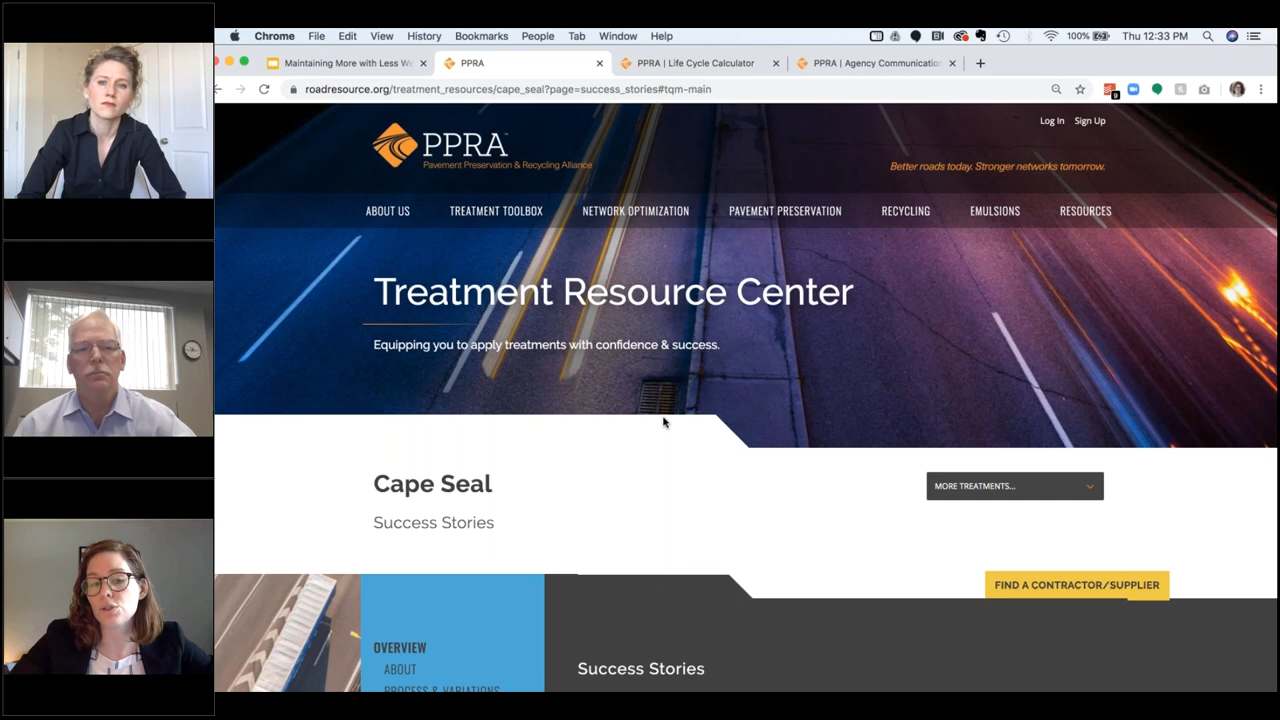 Chrome File Edit View History Bookmarks People Tab Window Help 100% Thu 12:33 PM
Maintaining More with Less We PPRA PPRA | Life Cycle Calculator PPRA | Agency Communication
roadresource.org/treatment_resources/cape_seal?page=success_stories#tqm-main
Log In Sign Up
PPRA
Pavement Preservation & Recycling Alliance
Better roads today. Stronger networks tomorrow.
ABOUT US TREATMENT TOOLBOX NETWORK OPTIMIZATION PAVEMENT PRESERVATION RECYCLING EMULSIONS RESOURCES
Treatment Resource Center
Equipping you to apply treatments with confidence & success.
Cape Seal
MORE TREATMENTS...
Success Stories
FIND A CONTRACTOR/SUPPLIER
OVERVIEW
ABOUT
Success Stories
PROCESS & VARIATIONS